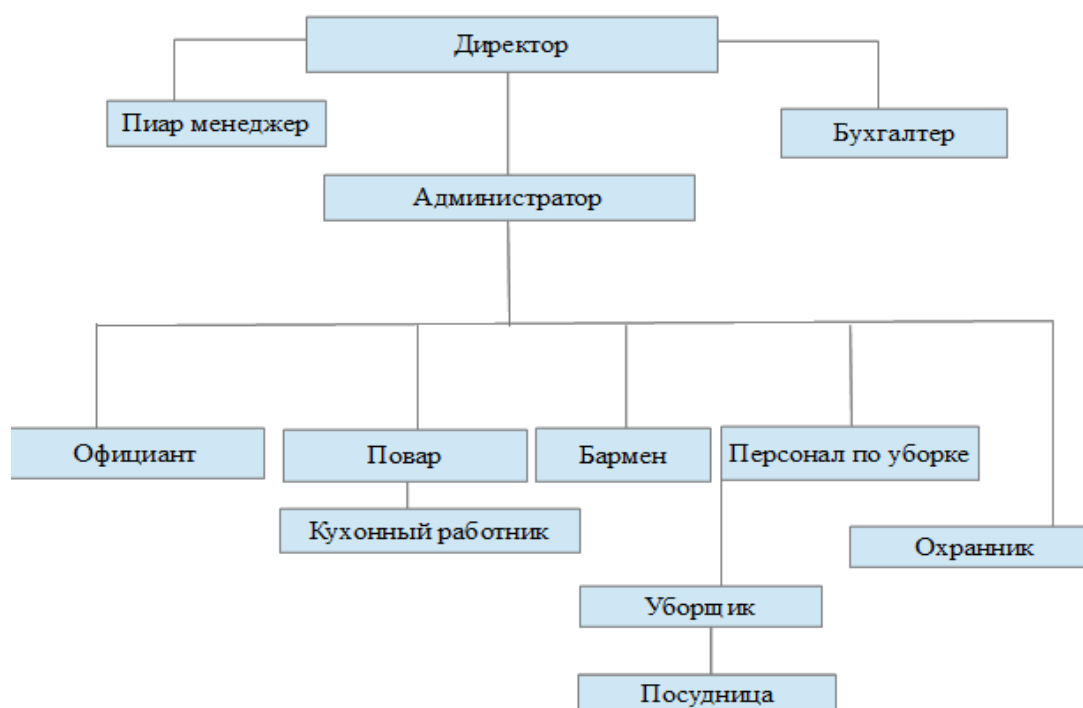 Директор
Пиар менеджер
Бухгалтер
Администратор
Официант
Повар
Бармен
Персонал по уборке
Кухонный работник
Охранник
Уборщик
Посудница